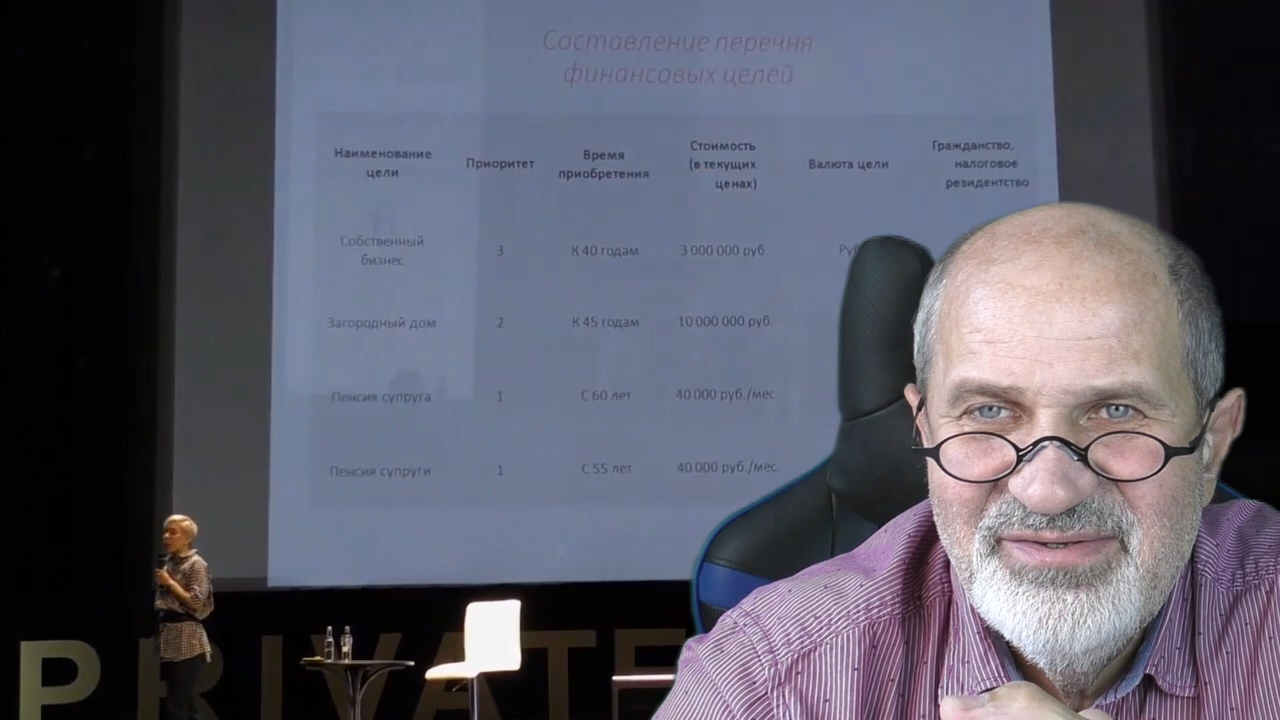 Составление перечня
финансовых целей
Наименование
цели
Приоритет
Время
приобретения
Стоимость
(в текущих
ценах)
Валюта цели
Гражданство,
налоговое
резидентство
Собственный
бизнес
3
К 40 годам
3 000 000 руб.
Загородный дом
2
К 45 годам
10 000 000 руб.
Пенсия супруга
1
С 60 лет
40 000 руб./мес.
Пенсия супруги
1
С 55 лет
40 000 руб./мес.
PRIVATE